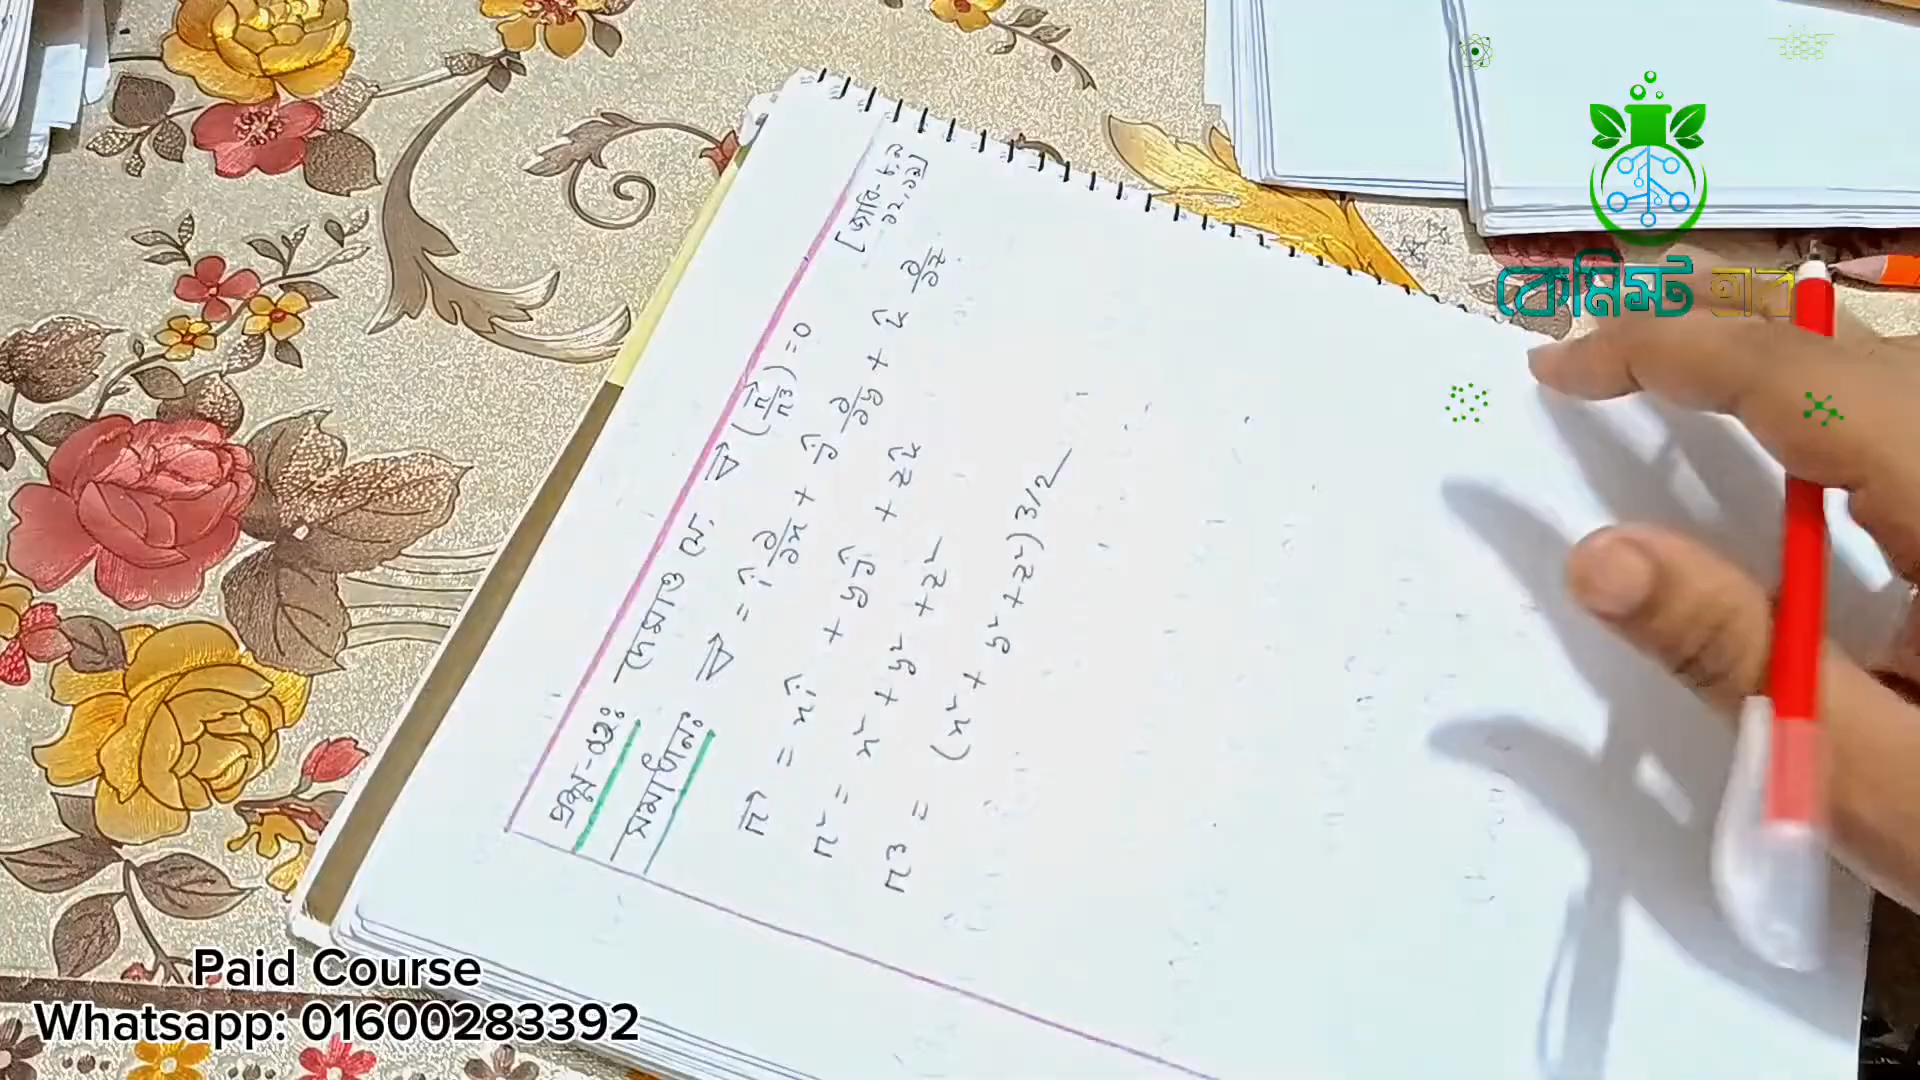 প্রশ্ন-০৬ঃ দেখাও যে, ∇⃗ (r⃗/r³) = 0 [জাবি-
সমাধানঃ ∇⃗ = î ∂/∂x + ĵ ∂/∂y + k̂ ∂/∂z
r⃗ = xî + yĵ + zk̂
r² = x² + y² + z²
r³ = (x² + y² + z²)3/2
কেমিস্ট হাব
Paid Course
Whatsapp: 01600283392